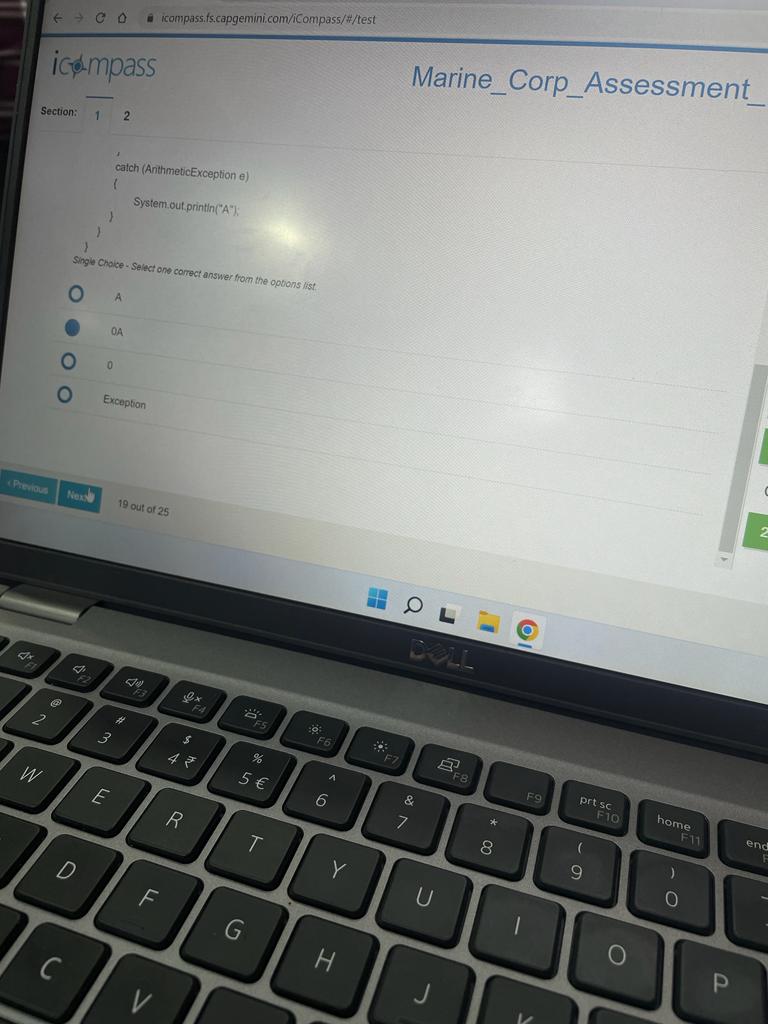 icompass.fs.capgemini.com/iCompass/#/test
icompass
Marine_Corp_Assessment_
Section: 1 2
catch (ArithmeticException e)
{
System.out.println("A");
}
}
}
Single Choice - Select one correct answer from the options list.
A
0A
0
Exception
‹ Previous Next 19 out of 25
2
DELL
F1 F2 F3 F4 F5 F6 F7 F8 F9 prt sc F10 home F11 end
@ 2 # 3 $ 4 ₹ % 5 € ^ 6 & 7 * 8 ( 9 ) 0
W E R T Y U I O P
D F G H J K
C V